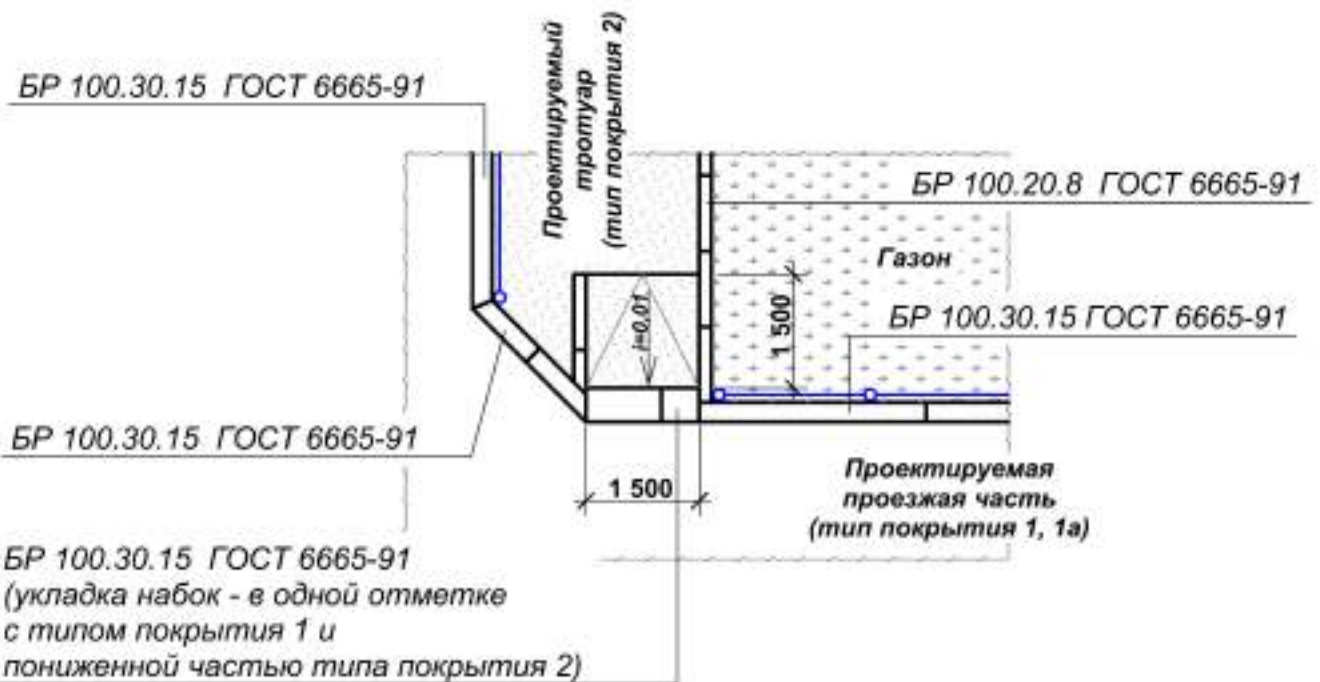 Проектируемый
тротуар
(тип покрытия 2)
БР 100.30.15 ГОСТ 6665-91
БР 100.20.8 ГОСТ 6665-91
Газон
i=0,01
1 500
БР 100.30.15 ГОСТ 6665-91
БР 100.30.15 ГОСТ 6665-91
1 500
Проектируемая
проезжая часть
(тип покрытия 1, 1а)
БР 100.30.15 ГОСТ 6665-91
(укладка набок - в одной отметке
с типом покрытия 1 и
пониженной частью типа покрытия 2)